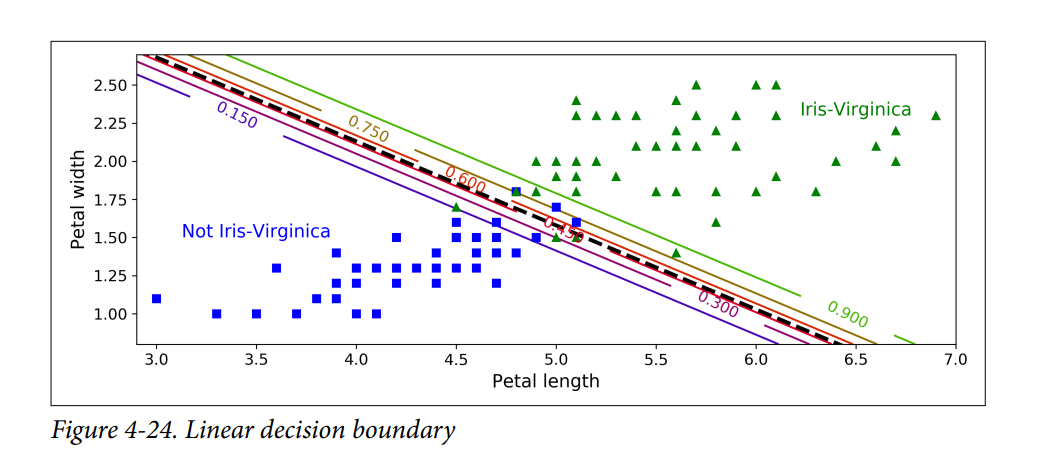 2.50
2.25
2.00
1.75
1.50
1.25
1.00
Petal width
0.150
0.750
0.600
0.450
0.300
0.900
Iris-Virginica
Not Iris-Virginica
3.0 3.5 4.0 4.5 5.0 5.5 6.0 6.5 7.0
Petal length
Figure 4-24. Linear decision boundary